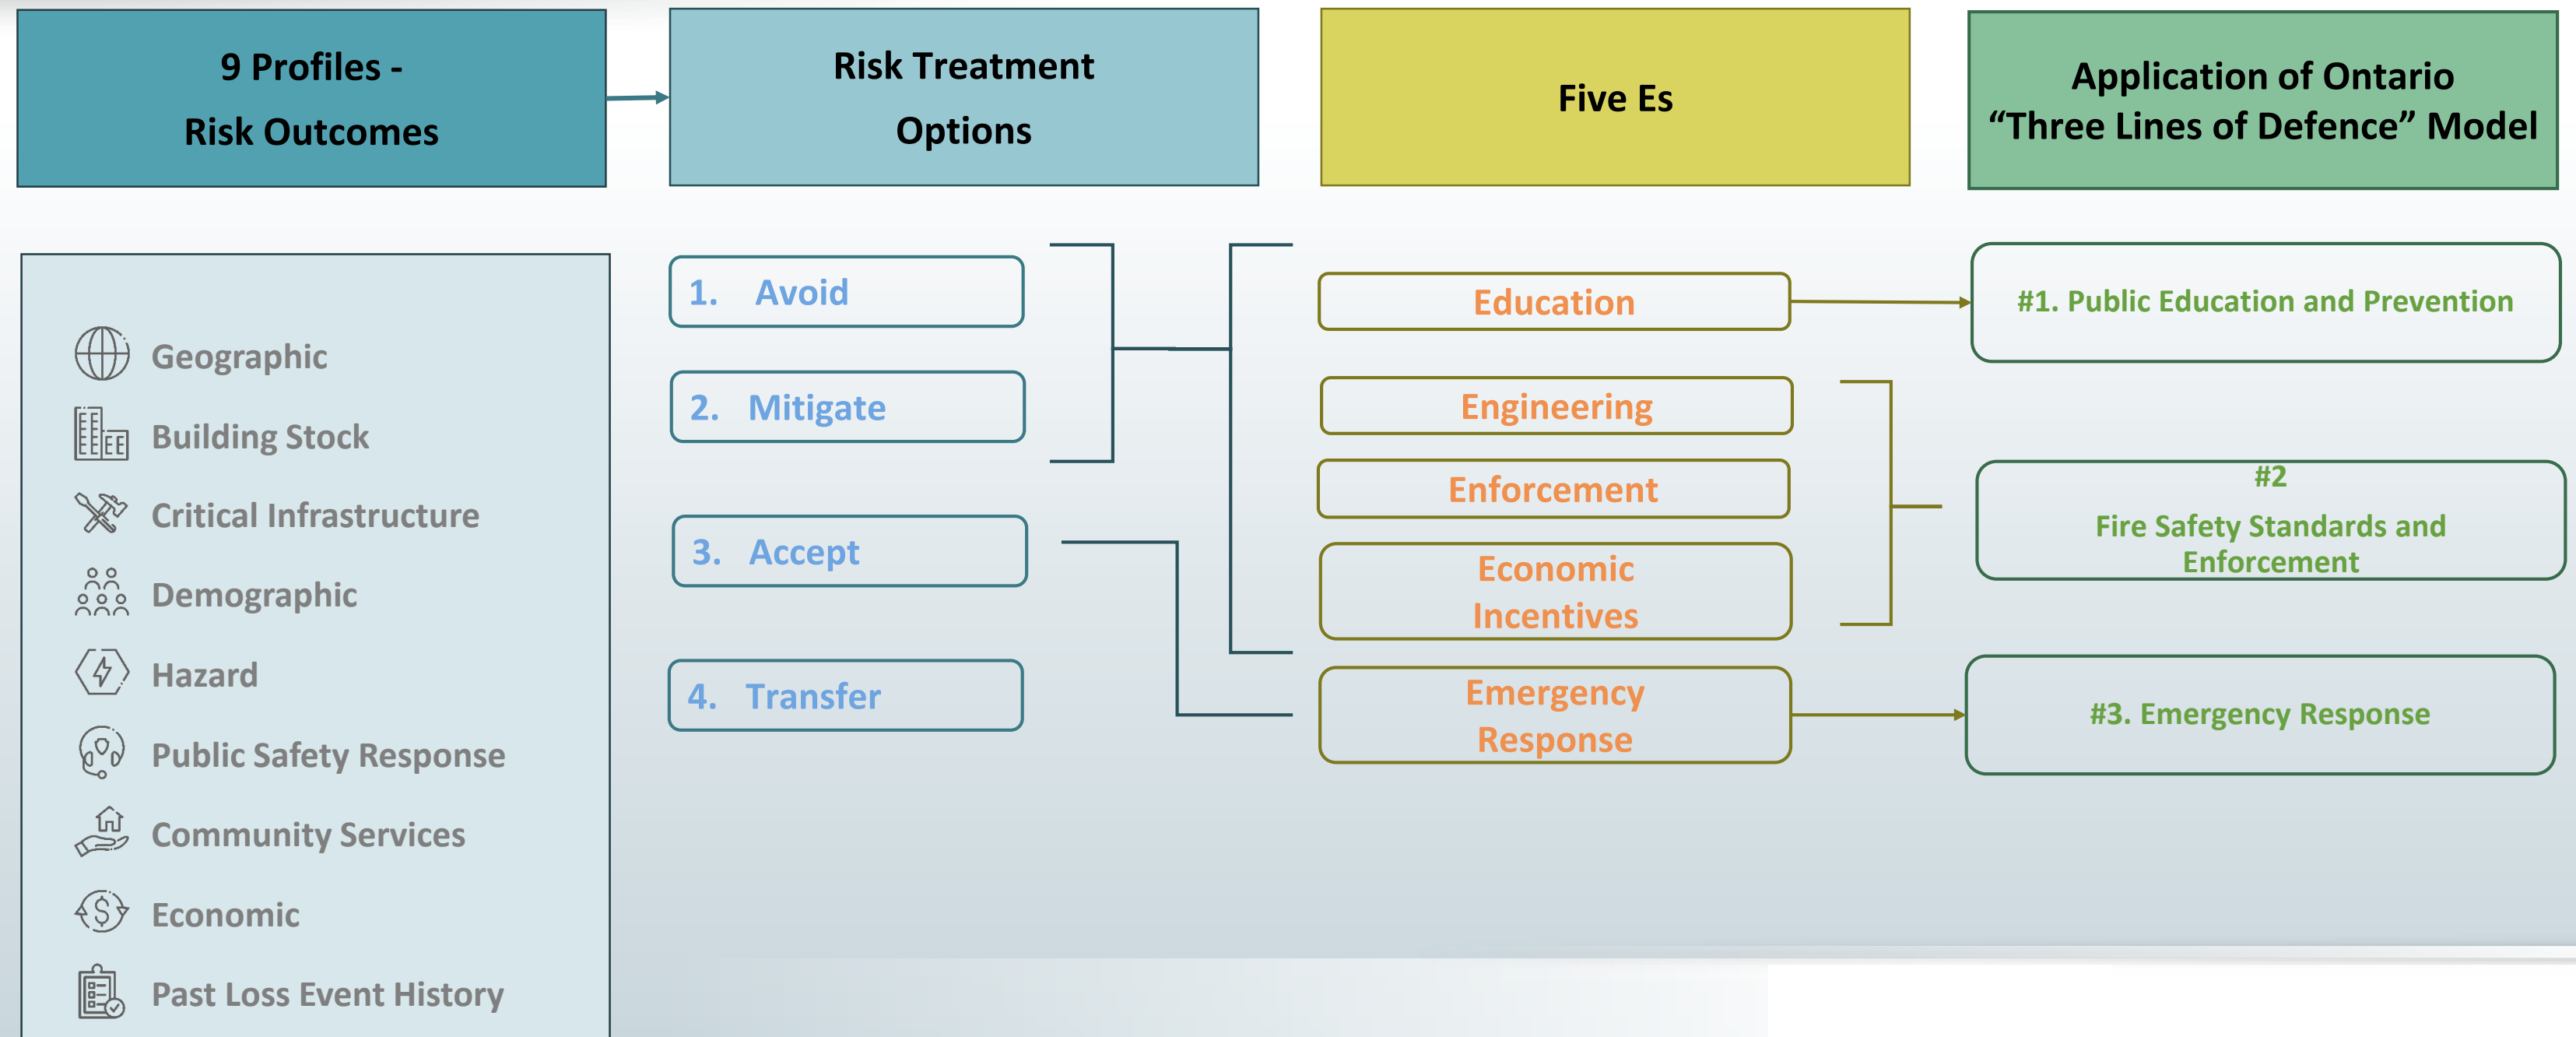 9 Profiles -
Risk Outcomes
Risk Treatment
Options
Five Es
Application of Ontario
“Three Lines of Defence” Model
Geographic
Building Stock
Critical Infrastructure
Demographic
Hazard
Public Safety Response
Community Services
Economic
Past Loss Event History
1. Avoid
2. Mitigate
3. Accept
4. Transfer
Education
Engineering
Enforcement
Economic
Incentives
Emergency
Response
#1. Public Education and Prevention
#2
Fire Safety Standards and
Enforcement
#3. Emergency Response